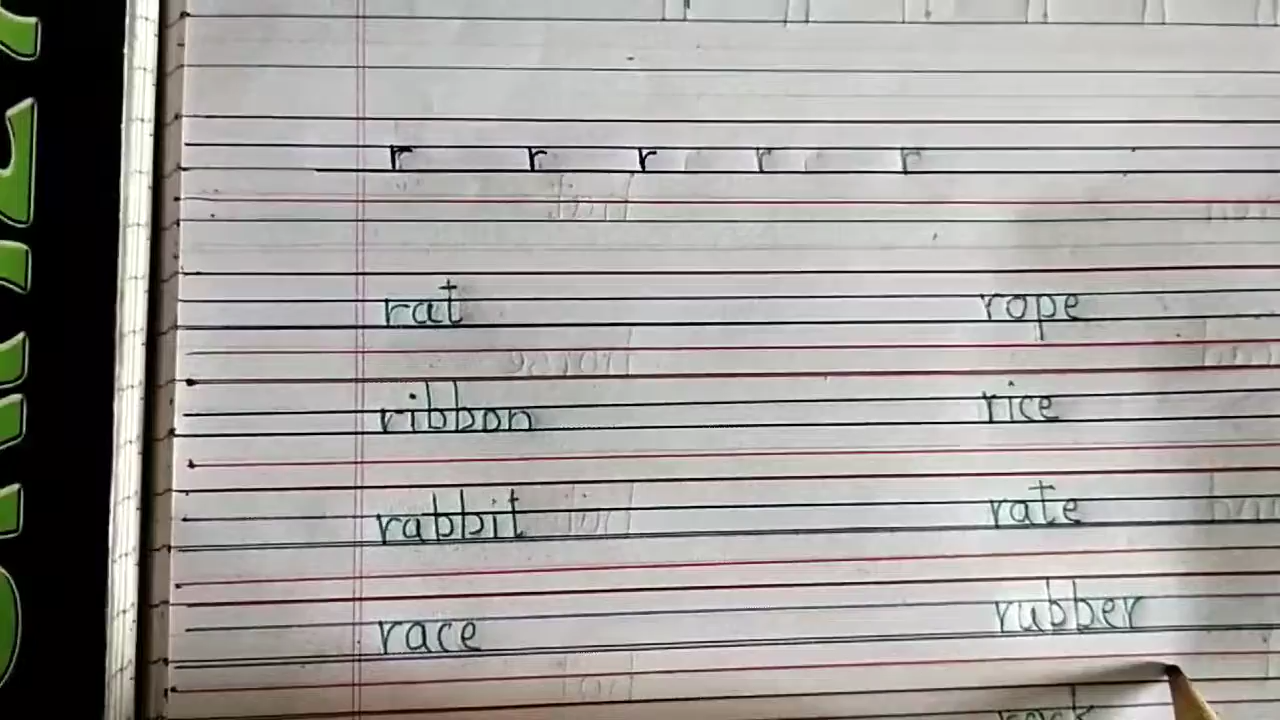 r r r r r
rat rope
ribbon rice
rabbit rate
race rubber